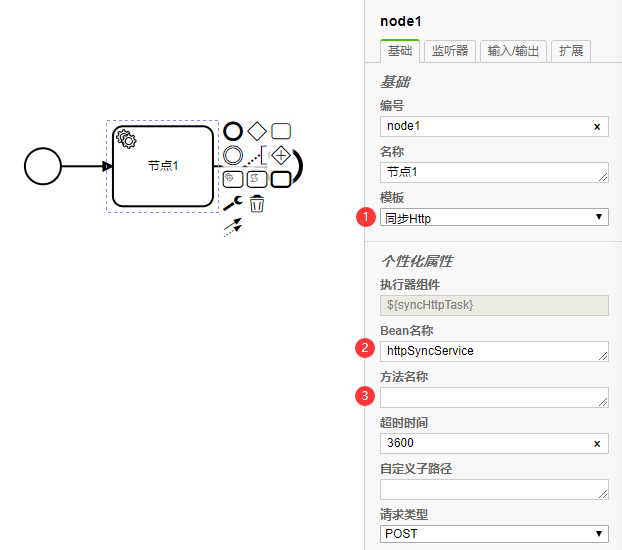 node1
基础 监听器 输入/输出 扩展
基础
编号
node1
名称
节点1
模板
1 同步Http
个性化属性
执行器组件
${syncHttpTask}
Bean名称
2 httpSyncService
方法名称
3
超时时间
3600
自定义子路径
请求类型
POST
节点1